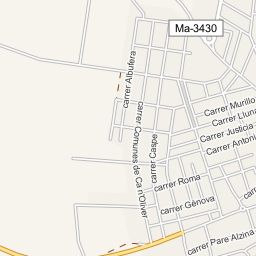 Ma-3430
carrer Albufera
carrer Comunes de Ca n'Oliver
carrer Caspe
Carrer Murillo
Carrer Lluna
Carrer Justícia
Carrer Antoni
carrer Roma
carrer Gènova
carrer Pare Alzina